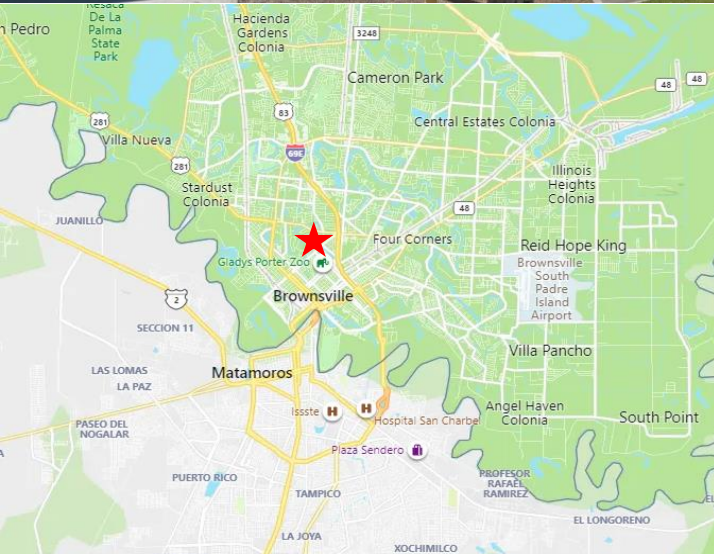 Resaca
De La
Palma
State
Park
Hacienda
Gardens
Colonia
Pedro
3248
Cameron Park
48
48
83
281
Central Estates Colonia
Villa Nueva
69E
281
Illinois
Heights
Colonia
Stardust
Colonia
48
JUANILLO
Four Corners
Reid Hope King
Gladys Porter Zoo
Brownsville
South
Padre
Island
Airport
Brownsville
2
SECCION 11
Villa Pancho
LAS LOMAS
Matamoros
LA PAZ
Issste
H
H
Hospital San Charbel
Angel Haven
Colonia
South Point
PASEO DEL
NOGALAR
Plaza Sendero
PUERTO RICO
PROFESOR
RAFAEL
RAMIREZ
TAMPICO
EL LONGORENO
LA JOYA
XOCHIMILCO